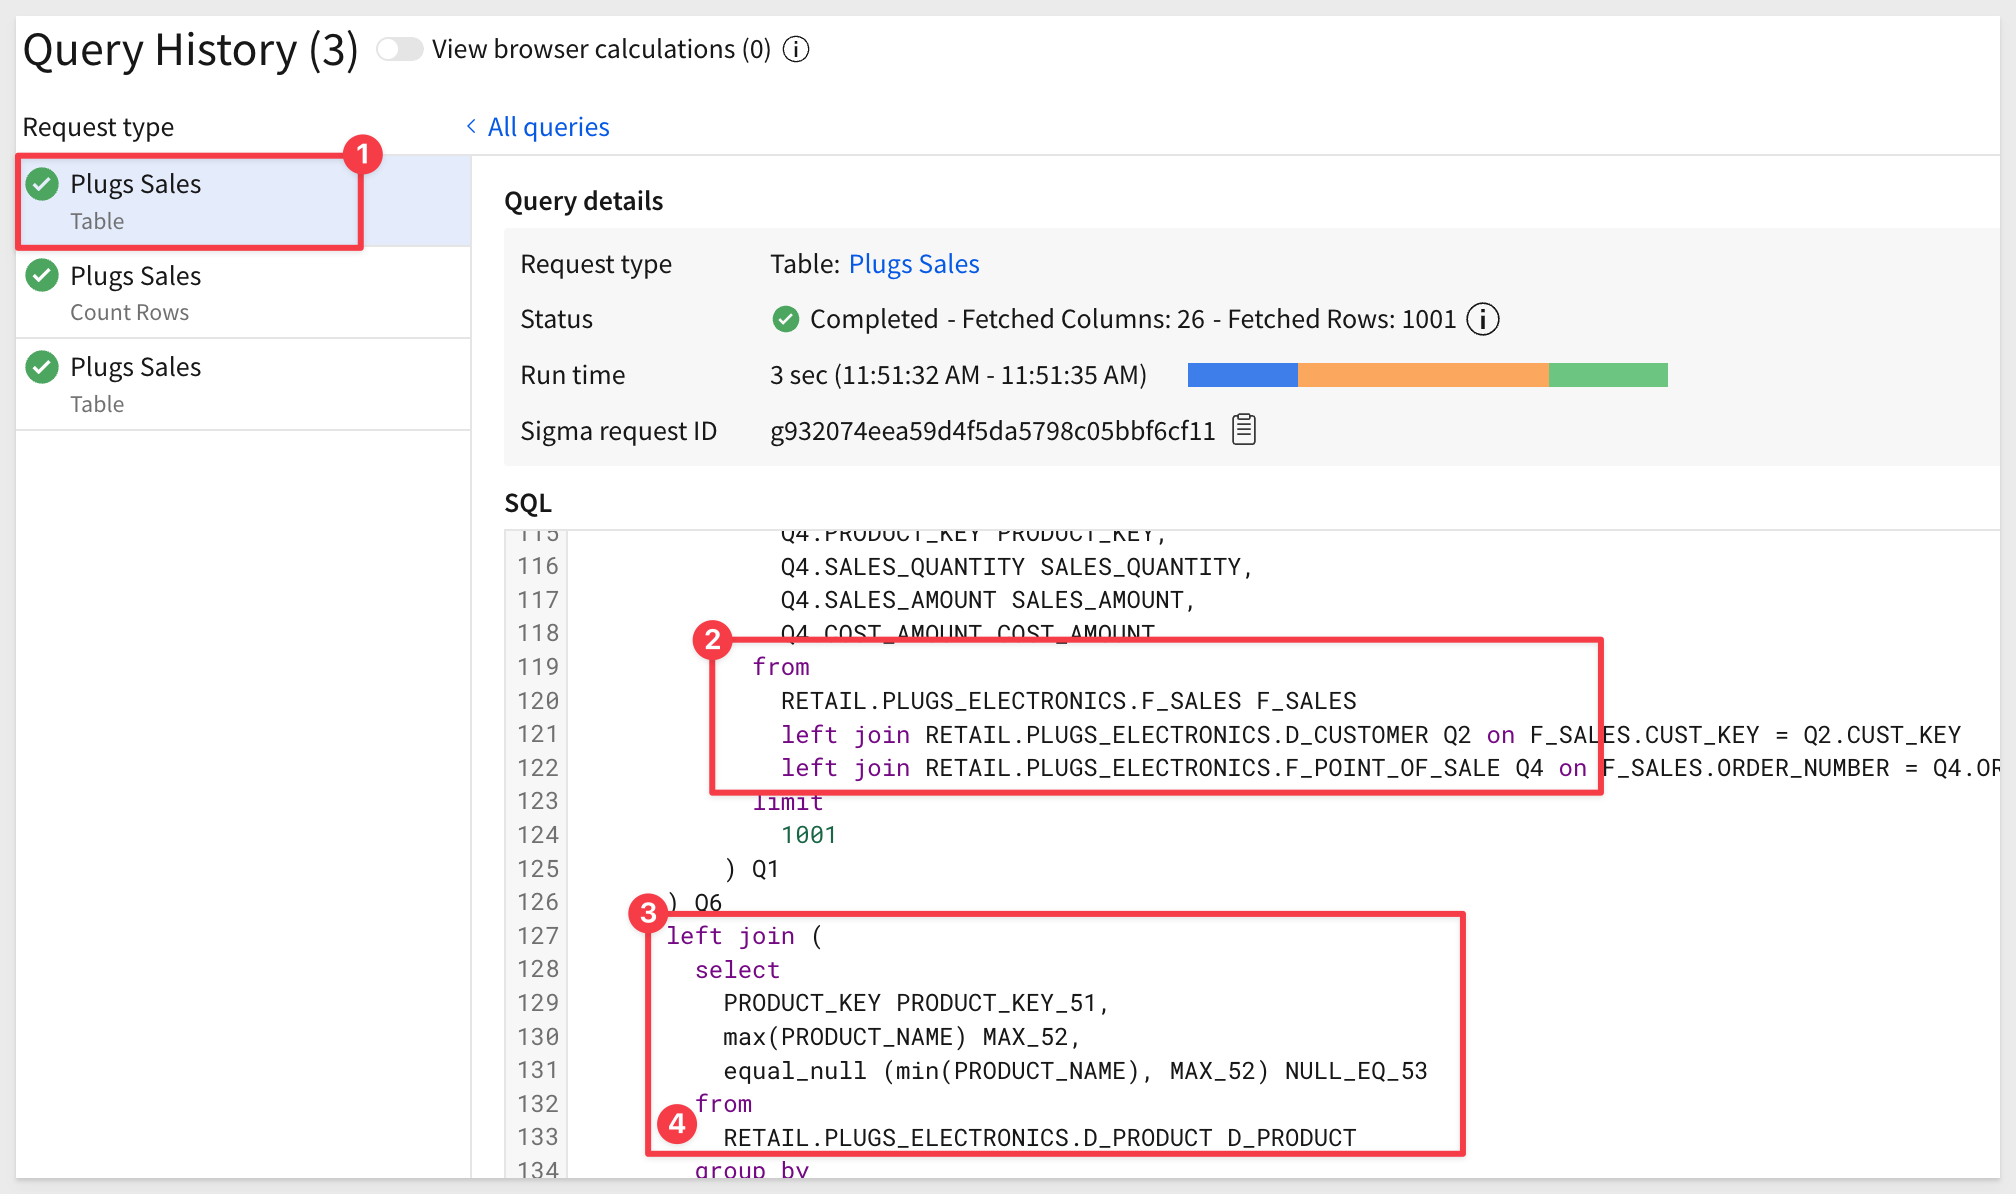 Query History (3) View browser calculations (0)
Request type
< All queries
1
Plugs Sales
Table
Plugs Sales
Count Rows
Plugs Sales
Table
Query details
Request type Table: Plugs Sales
Status Completed - Fetched Columns: 26 - Fetched Rows: 1001
Run time 3 sec (11:51:32 AM - 11:51:35 AM)
Sigma request ID g932074eea59d4f5da5798c05bbf6cf11
SQL
115 Q4.PRODUCT_KEY PRODUCT_KEY,
116 Q4.SALES_QUANTITY SALES_QUANTITY,
117 Q4.SALES_AMOUNT SALES_AMOUNT,
118 Q4.COST_AMOUNT COST_AMOUNT
2
119 from
120 RETAIL.PLUGS_ELECTRONICS.F_SALES F_SALES
121 left join RETAIL.PLUGS_ELECTRONICS.D_CUSTOMER Q2 on F_SALES.CUST_KEY = Q2.CUST_KEY
122 left join RETAIL.PLUGS_ELECTRONICS.F_POINT_OF_SALE Q4 on F_SALES.ORDER_NUMBER = Q4.OR
123 limit
124 1001
125 ) Q1
126 ) Q6
3
127 left join (
128 select
129 PRODUCT_KEY PRODUCT_KEY_51,
130 max(PRODUCT_NAME) MAX_52,
131 equal_null (min(PRODUCT_NAME), MAX_52) NULL_EQ_53
132 from
4
133 RETAIL.PLUGS_ELECTRONICS.D_PRODUCT D_PRODUCT
134 group by